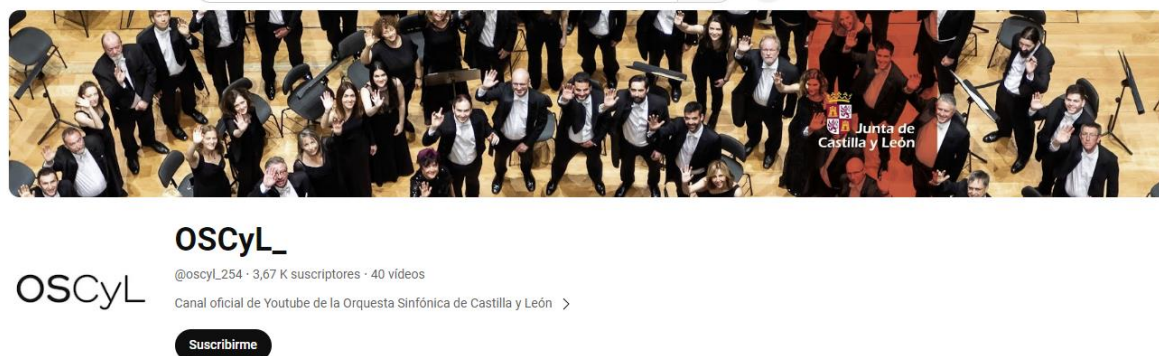 Junta de
Castilla y León
OSCyL_
OSCyL
@oscyl_254 · 3,67 K suscriptores · 40 vídeos
Canal oficial de Youtube de la Orquesta Sinfónica de Castilla y León
Suscribirme